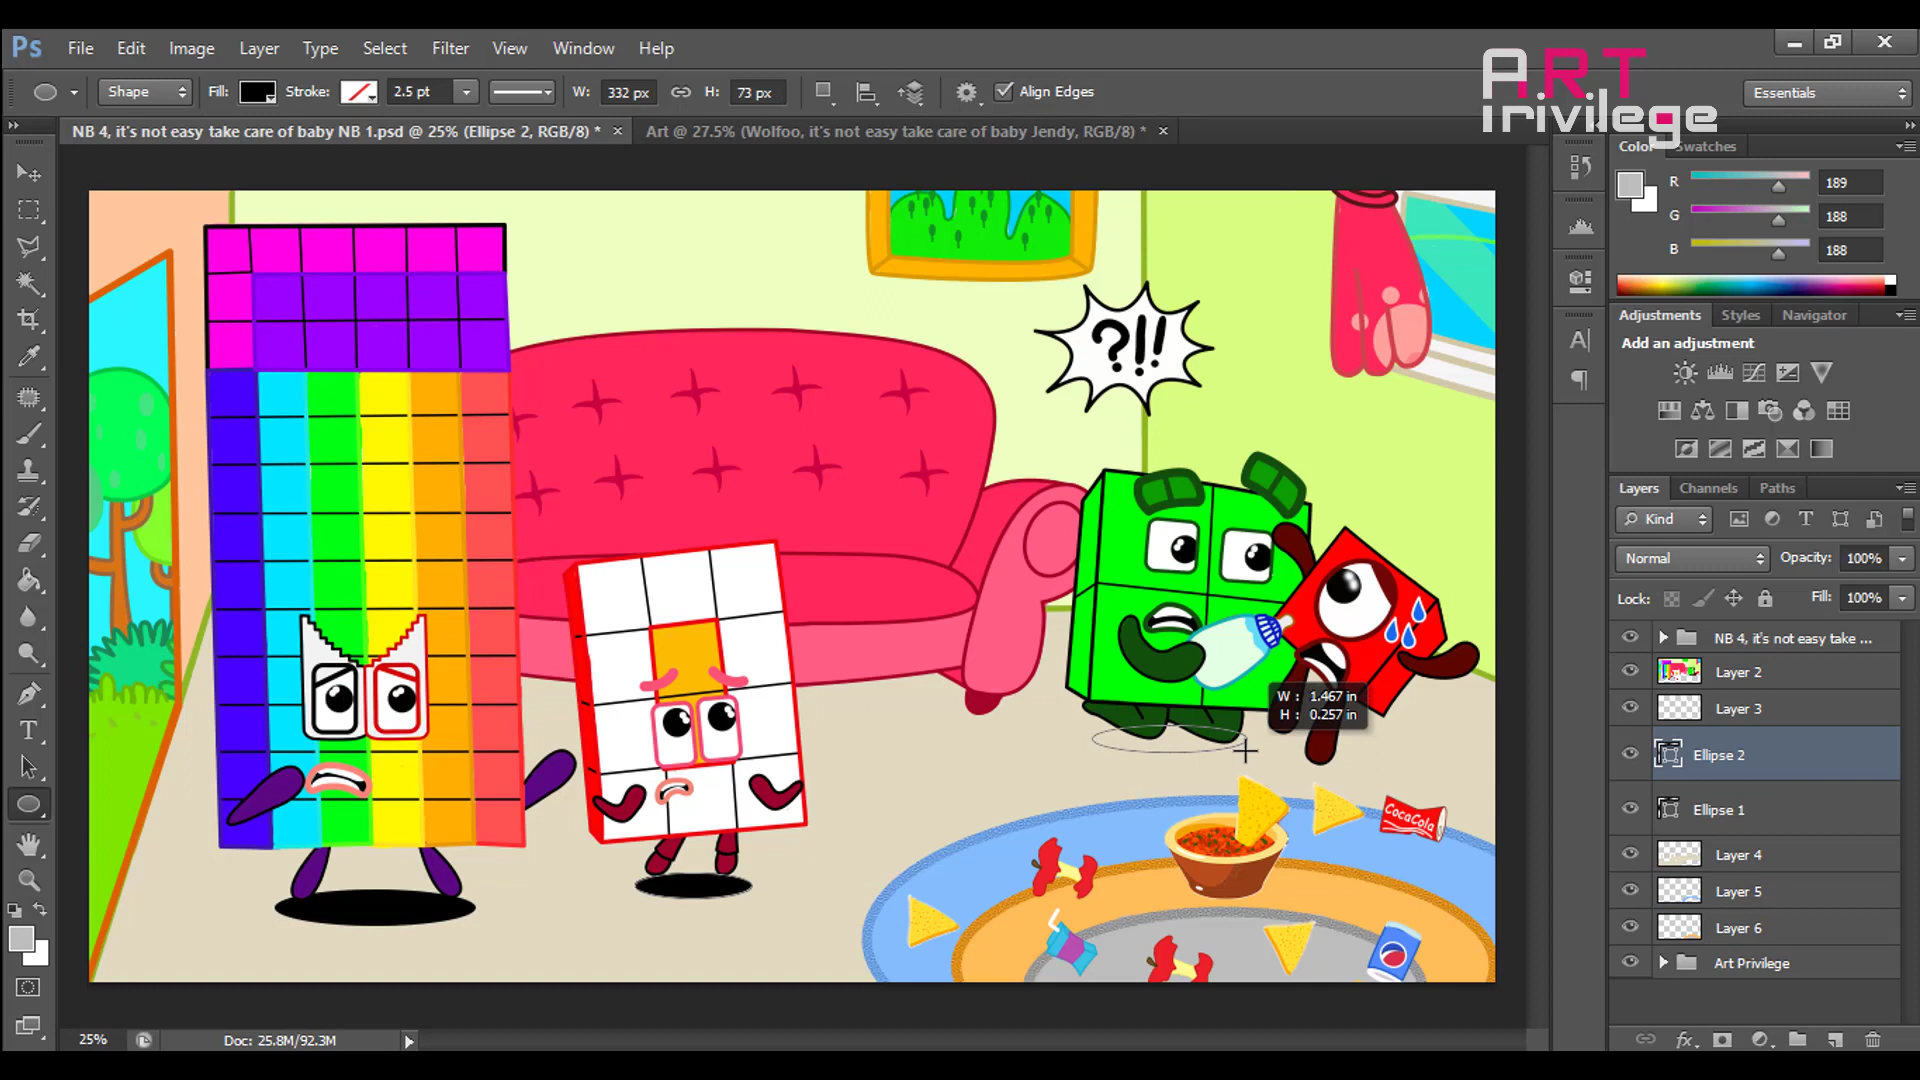 Ps File Edit Image Layer Type Select Filter View Window Help
ART
Privilege
Shape Fill: Stroke: 2.5 pt W: 332 px H: 73 px Align Edges Essentials
NB 4, it's not easy take care of baby NB 1.psd @ 25% (Ellipse 2, RGB/8) * × Art @ 27.5% (Wolfoo, it's not easy take care of baby Jendy, RGB/8) * ×
Color Swatches
R 189
G 188
B 188
Adjustments Styles Navigator
Add an adjustment
?!!
Layers Channels Paths
Kind
Normal Opacity: 100%
Lock: Fill: 100%
NB 4, it's not easy take ...
Layer 2
Layer 3
Ellipse 2
Ellipse 1
Layer 4
Layer 5
Layer 6
Art Privilege
W : 1.467 in
H : 0.257 in
CocaCola
25% Doc: 25.8M/92.3M